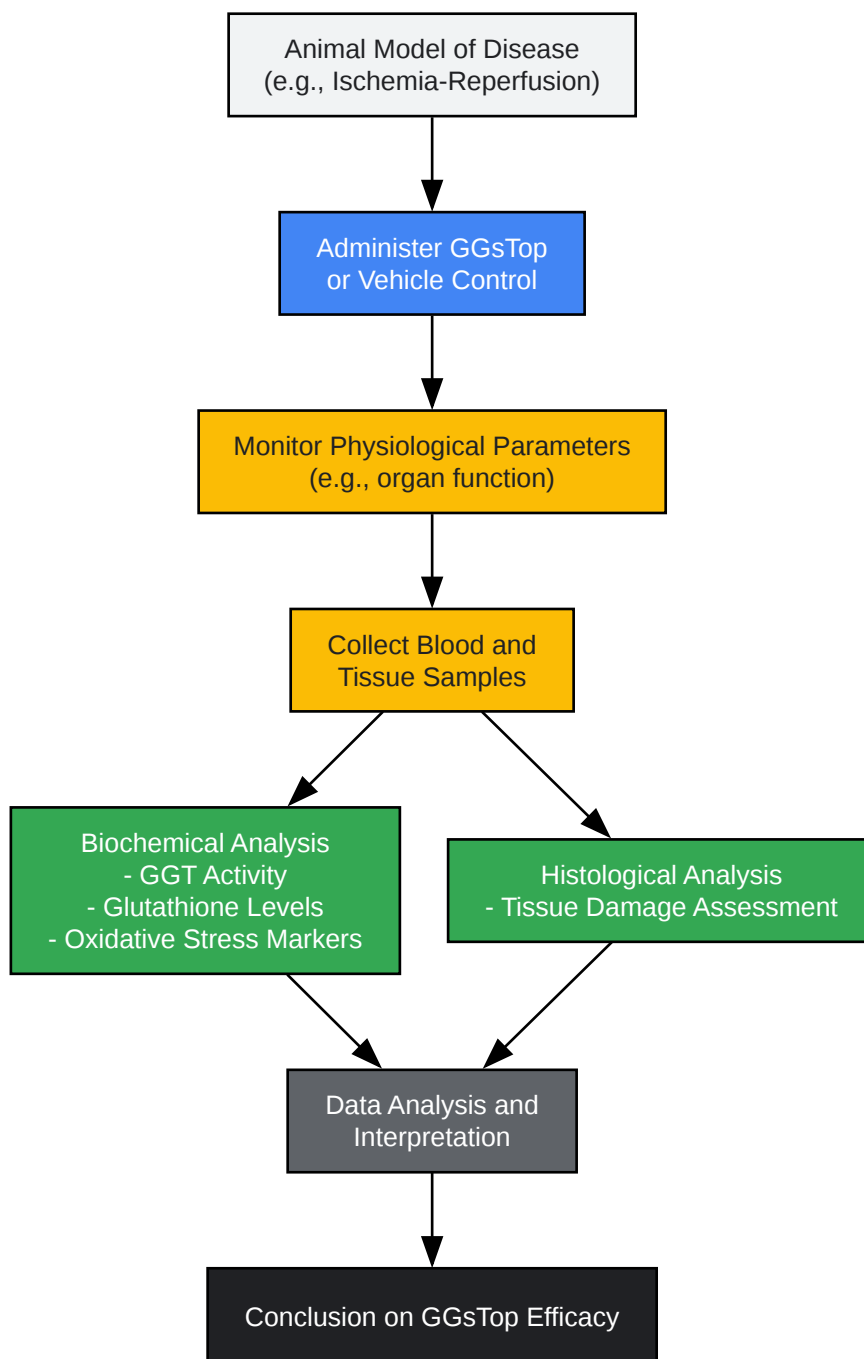 Animal Model of Disease
(e.g., Ischemia-Reperfusion)
Administer GGsTop
or Vehicle Control
Monitor Physiological Parameters
(e.g., organ function)
Collect Blood and
Tissue Samples
Biochemical Analysis
- GGT Activity
- Glutathione Levels
- Oxidative Stress Markers
Histological Analysis
- Tissue Damage Assessment
Data Analysis and
Interpretation
Conclusion on GGsTop Efficacy